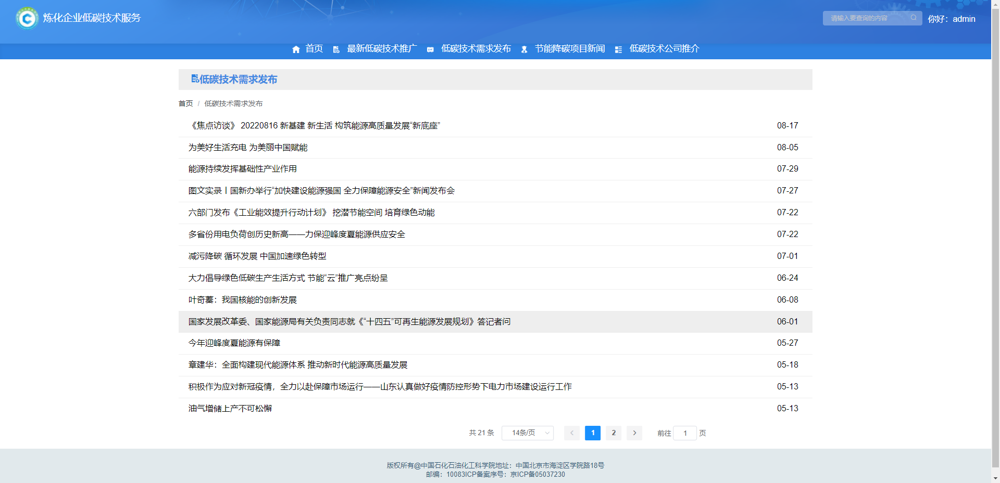 炼化企业低碳技术服务
请输入要查询的内容
你好：admin
首页 最新低碳技术推广 低碳技术需求发布 节能降碳项目新闻 低碳技术公司推介
低碳技术需求发布
首页 / 低碳技术需求发布
《焦点访谈》 20220816 新基建 新生活 构筑能源高质量发展“新底座” 08-17
为美好生活充电 为美丽中国赋能 08-05
能源持续发挥基础性产业作用 07-29
图文实录丨国新办举行“加快建设能源强国 全力保障能源安全”新闻发布会 07-27
六部门发布《工业能效提升行动计划》 挖潜节能空间 培育绿色动能 07-22
多省份用电负荷创历史新高——力保迎峰度夏能源供应安全 07-22
减污降碳 循环发展 中国加速绿色转型 07-01
大力倡导绿色低碳生产生活方式 节能“云”推广亮点纷呈 06-24
叶奇蓁：我国核能的创新发展 06-08
国家发展改革委、国家能源局有关负责同志就《“十四五”可再生能源发展规划》答记者问 06-01
今年迎峰度夏能源有保障 05-27
章建华：全面构建现代能源体系 推动新时代能源高质量发展 05-18
积极作为应对新冠疫情，全力以赴保障市场运行——山东认真做好疫情防控形势下电力市场建设运行工作 05-13
油气增储上产不可松懈 05-13
共 21 条 14条/页 1 2 前往 1 页
版权所有@中国石化石油化工科学院地址：中国北京市海淀区学院路18号
邮编：10083ICP备案序号：京ICP备05037230